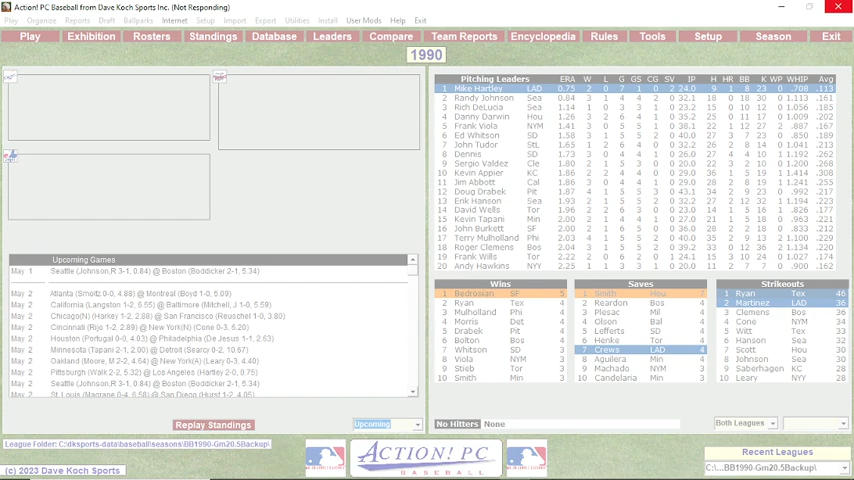 Action! PC Baseball from Dave Koch Sports Inc. (Not Responding)
Play Organize Reports Draft Ballparks Internet Setup Import Export Utilities Install User Mods Help Exit
Play Exhibition Rosters Standings Database Leaders Compare Team Reports Encyclopedia Rules Tools Setup Season Exit
1990
Pitching Leaders ERA W L G GS CG SV IP H HR BB K WP WHIP Avg
1 Mike Hartley LAD 0.75 2 0 7 1 0 2 24.0 9 1 8 23 0 .708 .113
2 Randy Johnson Sea 0.84 3 1 4 4 2 0 32.1 18 0 18 30 0 1.113 .161
3 Rich DeLucia Sea 1.14 1 0 3 3 1 0 23.2 15 0 10 12 0 1.056 .185
4 Danny Darwin Hou 1.26 3 2 6 4 1 0 35.2 25 0 11 17 0 1.009 .202
5 Frank Viola NYM 1.41 3 0 5 5 1 0 38.1 22 1 12 27 2 .887 .167
6 Ed Whitson SD 1.58 3 1 5 5 2 0 40.0 27 3 7 23 0 .850 .189
7 John Tudor StL 1.65 1 2 6 4 0 0 32.2 26 2 8 14 0 1.041 .213
8 Dennis SD 1.73 3 0 4 4 1 0 26.0 27 4 4 10 1 1.192 .262
9 Sergio Valdez Cle 1.80 2 1 5 3 0 0 20.0 22 3 2 10 0 1.200 .268
10 Kevin Appier KC 1.86 2 2 4 4 1 0 29.0 36 1 5 19 1 1.414 .308
11 Jim Abbott Cal 1.86 3 0 4 4 1 0 29.0 28 2 8 19 1 1.241 .255
12 Doug Drabek Pit 1.87 4 1 5 5 3 0 43.1 34 2 9 23 0 .992 .217
13 Erik Hanson Sea 1.93 2 1 5 5 2 0 32.2 27 2 12 32 1 1.194 .223
14 David Wells Tor 1.96 2 2 6 3 0 23.0 14 1 5 16 1 .826 .177
15 Kevin Tapani Min 2.00 2 1 4 4 1 0 27.0 21 1 5 18 1 .963 .221
16 John Burkett SF 2.00 2 1 5 4 2 0 36.0 24 2 6 18 0 .833 .212
17 Terry Mulholland Phi 2.03 4 1 5 5 2 0 40.0 35 2 9 13 2 1.100 .229
18 Roger Clemens Bos 2.04 3 1 5 5 2 0 39.2 33 0 12 36 0 1.134 .220
19 Frank Wills Tor 2.22 1 1 1 3 1 0 24.1 15 3 10 24 0 1.027 .174
20 Andy Hawkins NYY 2.25 1 1 3 3 1 0 20.0 11 2 7 7 0 .900 .162
Upcoming Games
May 1 Seattle (Johnson,R 3-1, 0.84) @ Boston (Boddicker 2-1, 5.34)
May 2 Atlanta (Smoltz 0-0, 4.88) @ Montreal (Boyd 1-0, 5.09)
May 2 California (Langston 1-2, 6.55) @ Baltimore (Mitchell, J 1-0, 5.59)
May 2 Chicago(N) (Harkey 1-2, 2.88) @ San Francisco (Reuschel 1-0, 3.80)
May 2 Cincinnati (Rijo 1-2, 2.89) @ New York(N) (Cone 0-3, 6.20)
May 2 Houston (Portugal 0-0, 4.03) @ Philadelphia (De Jesus 1-1, 2.63)
May 2 Minnesota (Tapani 2-1, 2.00) @ Detroit (Searcy 0-2, 10.67)
May 2 Oakland (Moore, M 2-2, 4.64) @ New York(A) (Leary 0-3, 4.40)
May 2 Pittsburgh (Walk 2-2, 5.32) @ Los Angeles (Hartley 2-0, 0.75)
May 2 Seattle (Johnson,R 3-1, 0.84) @ Boston (Boddicker 2-1, 5.34)
May 2 St. Louis (Magrane 0-4, 6.58) @ San Diego (Hurst 1-2, 4.05)
Wins
1 Bedrosian SF 5
2 Ryan Tex 4
3 Mulholland Phi 4
4 Morris Det 4
5 Drabek Pit 4
6 Bolton Bos 4
7 Whitson SD 3
8 Viola NYM 3
9 Stieb Tor 3
10 Smith Min 3
Saves
1 Smith Hou 7
2 Reardon Bos 4
3 Plesac Mil 4
4 Olson Bal 4
5 Lefferts SD 4
6 Henke Tor 4
7 Crews LAD 4
8 Aguilera Min 4
9 Machado NYM 3
10 Candelaria Min 3
Strikeouts
1 Ryan Tex 46
2 Martinez LAD 36
3 Clemens Bos 36
4 Cone NYM 34
5 Witt Tex 33
6 Hanson Sea 32
7 Scott Hou 30
8 Johnson Sea 30
9 Saberhagen KC 28
10 Leary NYY 28
Replay Standings
Upcoming
No Hitters None
Both Leagues
League Folder: C:\dksports-data\baseball\seasons\BB1990-Gm20.5Backup\
(c) 2023 Dave Koch Sports
ACTION! PC
BASEBALL
Recent Leagues
C:\...BB1990-Gm20.5Backup\